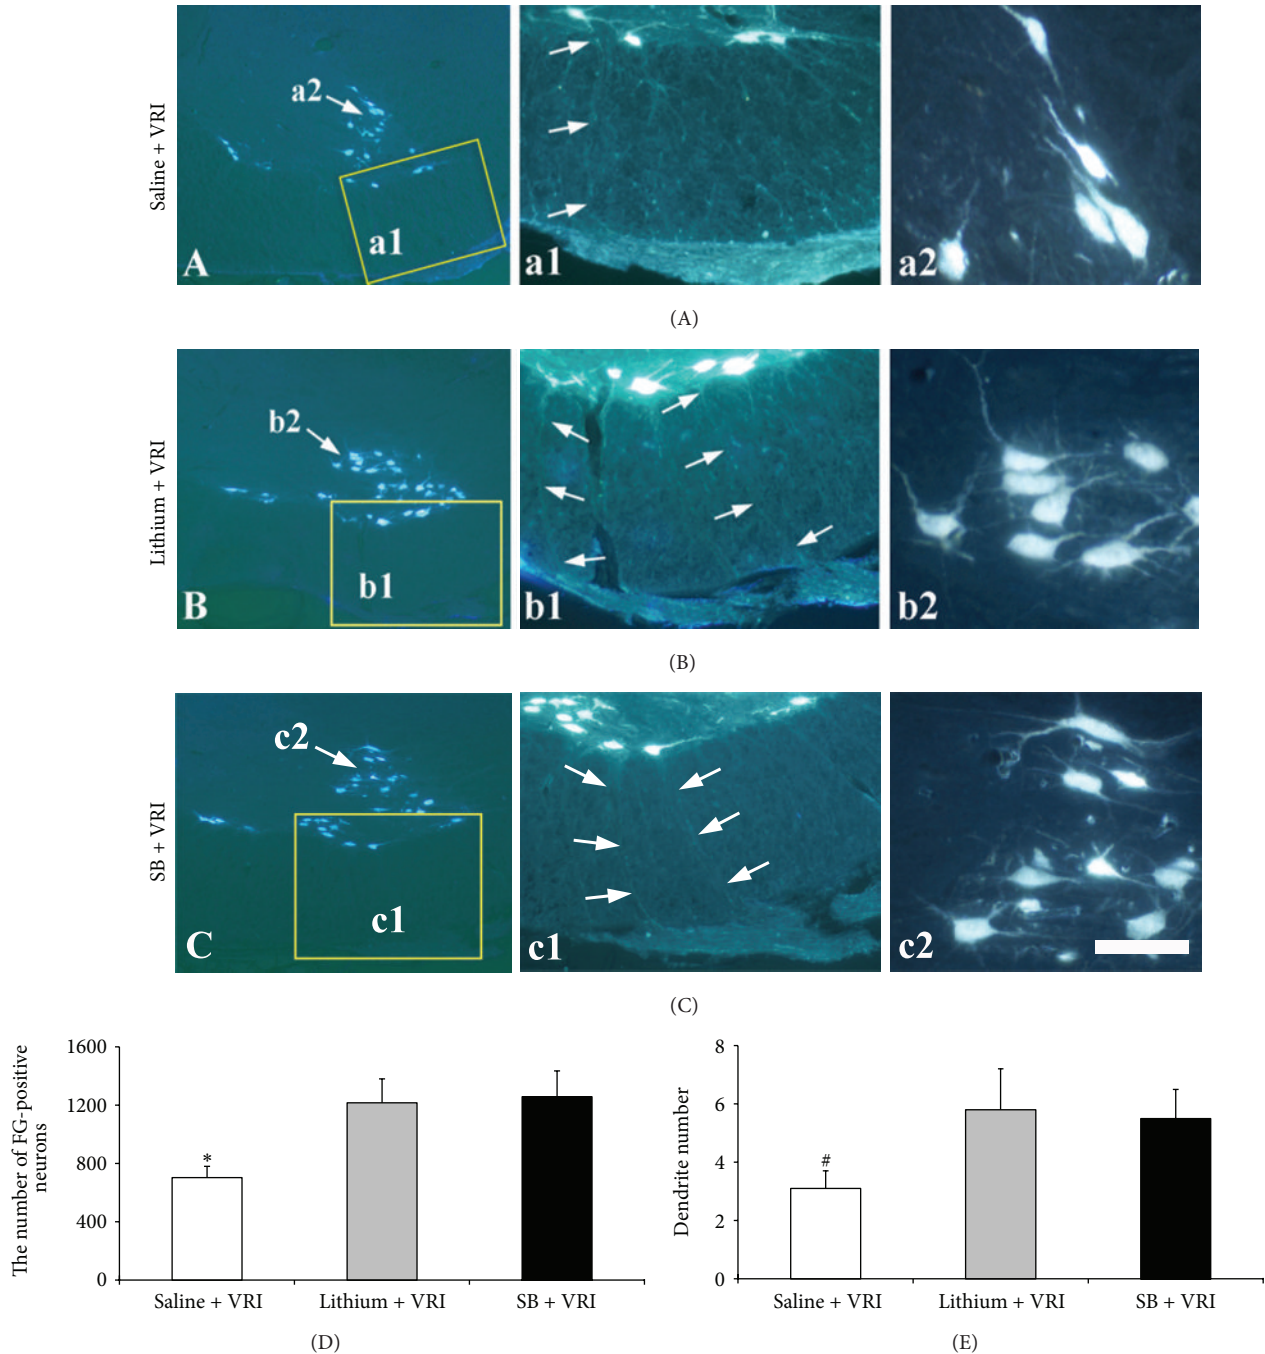 Saline + VRI
a2
a1
A
a1
a2
(A)
Lithium + VRI
b2
b1
B
b1
b2
(B)
SB + VRI
c2
c1
C
c1
c2
(C)
The number of FG-positive
neurons
1600
1200
800
400
0
*
Saline + VRI
Lithium + VRI
SB + VRI
(D)
Dendrite number
8
6
4
2
0
#
Saline + VRI
Lithium + VRI
SB + VRI
(E)